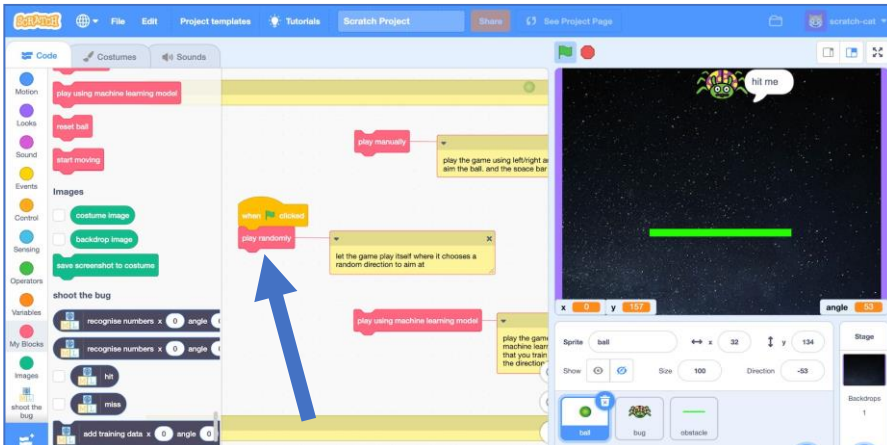 SCRATCH File Edit Project templates Tutorials Scratch Project Share See Project Page scratch-cat
Code Costumes Sounds
Motion
Looks
Sound
Events
Control
Sensing
Operators
Variables
My Blocks
Images
shoot the
bug
play using machine learning model
reset ball
start moving
Images
costume image
backdrop image
save screenshot to costume
shoot the bug
recognise numbers x 0 angle
recognise numbers x 0 angle
hit
miss
add training data x 0 angle 0
play manually
play the game using left/right a
aim the ball, and the space bar
when clicked
play randomly
let the game play itself where it chooses a
random direction to aim at
play using machine learning model
play the game
machine learn
that you train
the direction
hit me
x 0 y 157 angle 53
Sprite ball x 32 y 134
Show Size 100 Direction -53
ball bug obstacle
Stage
Backdrops
1